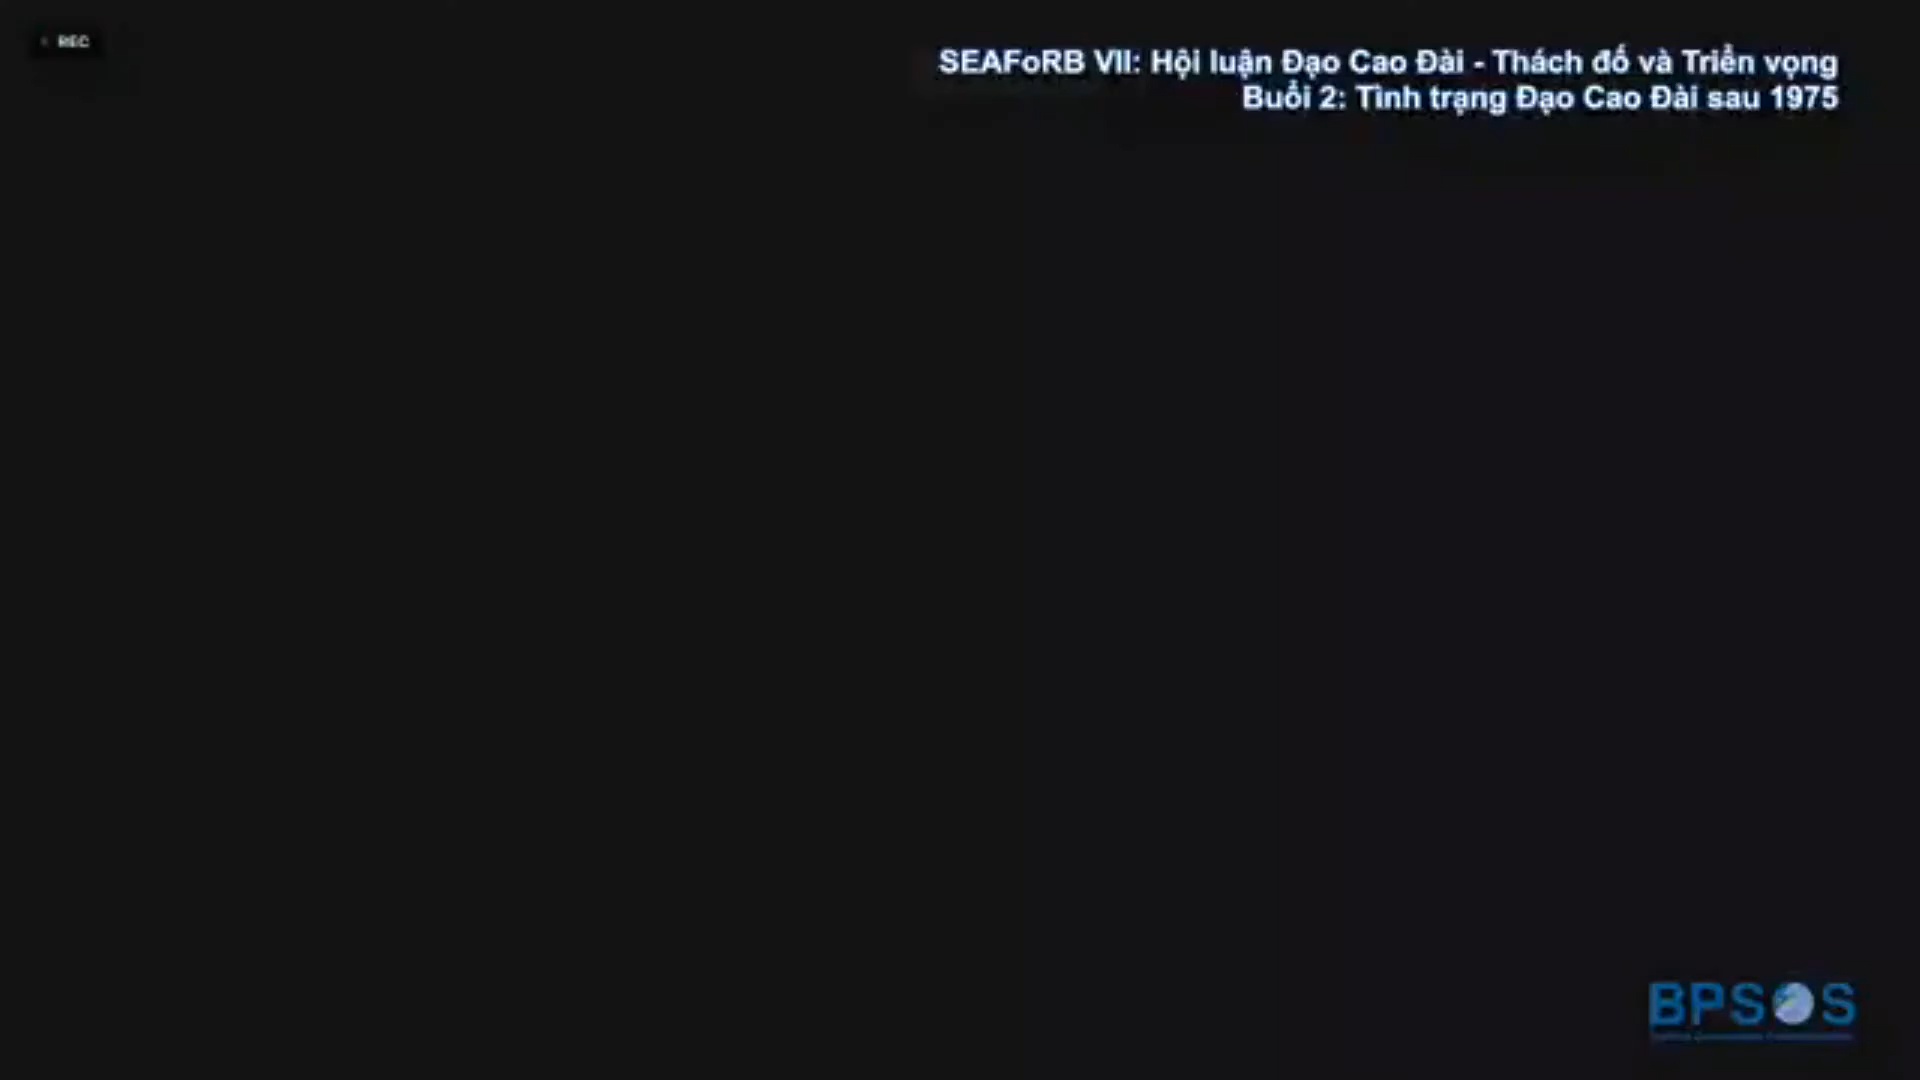 REC
SEAFoRB VII: Hội luận Đạo Cao Đài - Thách đố và Triển vọng
Buổi 2: Tình trạng Đạo Cao Đài sau 1975
BPSOS